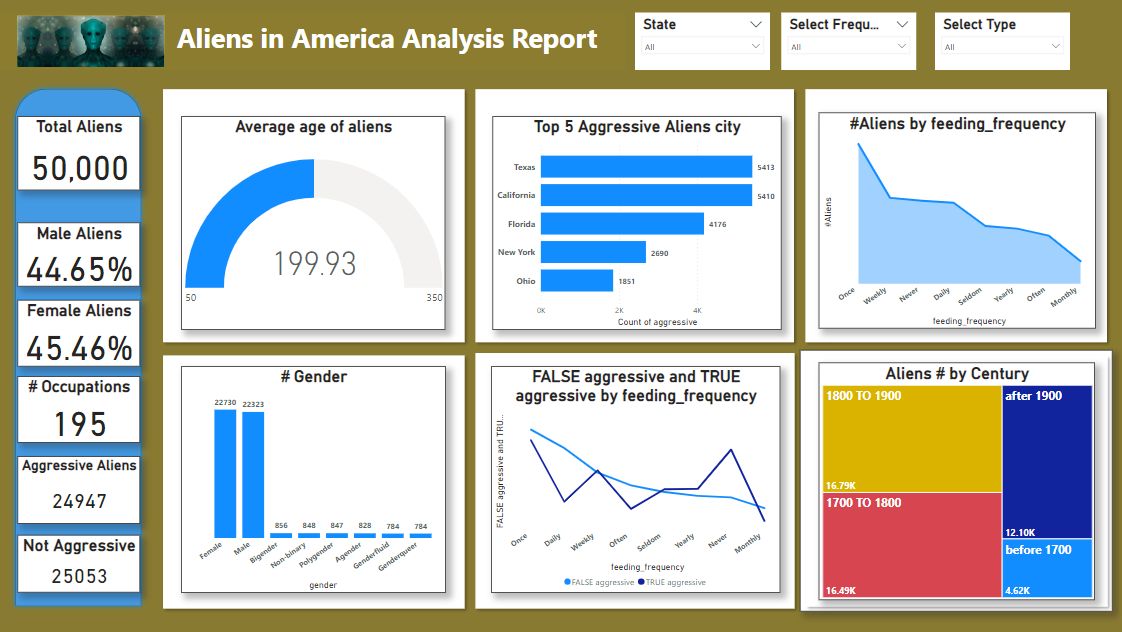 Aliens in America Analysis Report
State
All
Select Frequ...
All
Select Type
All
Total Aliens
50,000
Male Aliens
44.65%
Female Aliens
45.46%
# Occupations
195
Aggressive Aliens
24947
Not Aggressive
25053
Average age of aliens
199.93
50
350
Top 5 Aggressive Aliens city
Texas
5413
California
5410
Florida
4176
New York
2690
Ohio
1851
0K
2K
4K
Count of aggressive
#Aliens by feeding_frequency
#Aliens
Once
Weekly
Never
Daily
Seldom
Yearly
Often
Monthly
feeding_frequency
# Gender
22730
22323
856
848
847
828
784
784
Female
Male
Bigender
Non-binary
Polygender
Agender
Genderfluid
Genderqueer
gender
FALSE aggressive and TRUE
aggressive by feeding_frequency
FALSE aggressive and TRU...
Once
Daily
Weekly
Often
Seldom
Yearly
Never
Monthly
feeding_frequency
FALSE aggressive
TRUE aggressive
Aliens # by Century
1800 TO 1900
16.79K
1700 TO 1800
16.49K
after 1900
12.10K
before 1700
4.62K